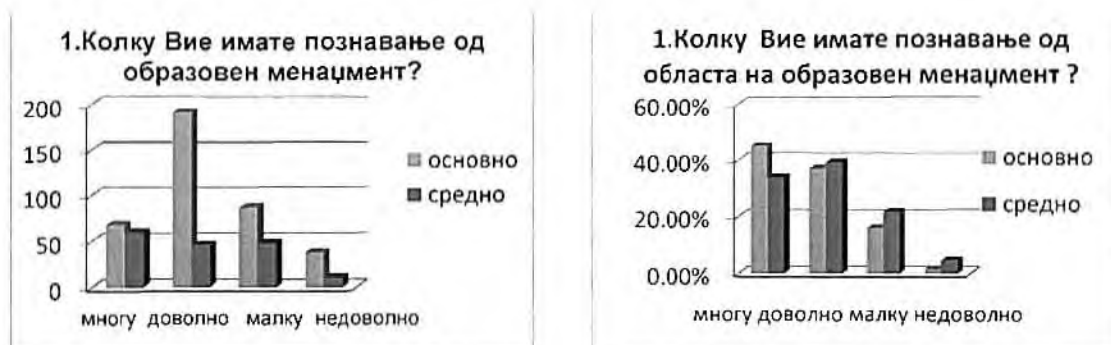 1.Колку Вие имате познавање од
образовен менаџмент?
200
150
100
50
0
основно
средно
многу доволно малку недоволно
1.Колку Вие имате познавање од
областа на образовен менаџмент ?
60.00%
40.00%
20.00%
0.00%
основно
средно
многу доволно малку недоволно